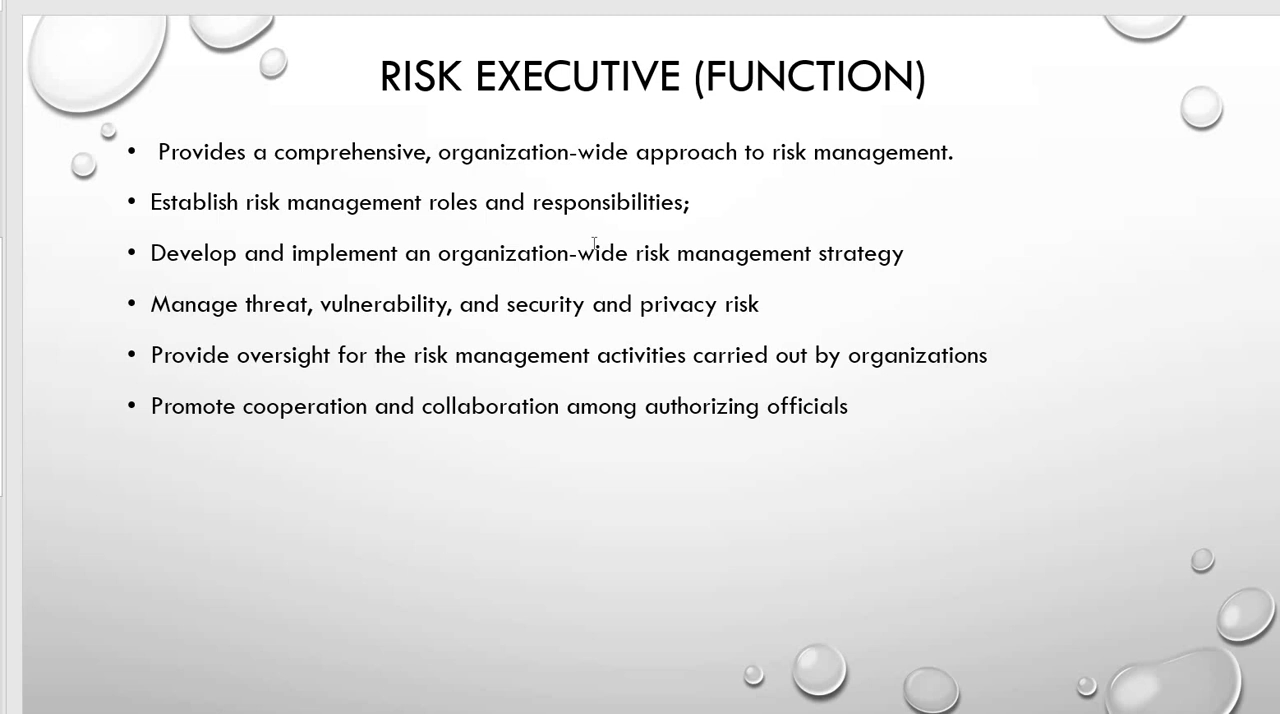 RISK EXECUTIVE (FUNCTION)
• Provides a comprehensive, organization-wide approach to risk management.
• Establish risk management roles and responsibilities;
• Develop and implement an organization-wide risk management strategy
• Manage threat, vulnerability, and security and privacy risk
• Provide oversight for the risk management activities carried out by organizations
• Promote cooperation and collaboration among authorizing officials